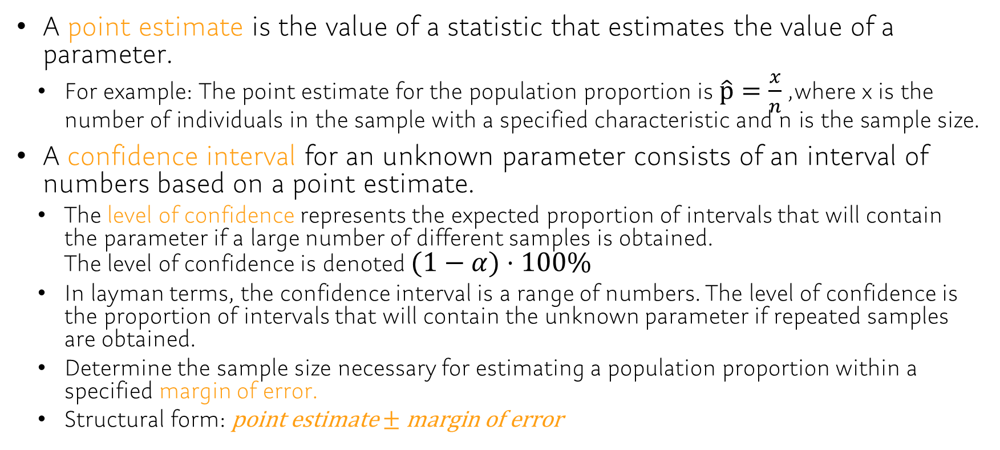 • A point estimate is the value of a statistic that estimates the value of a
parameter.
• For example: The point estimate for the population proportion is p̂ = x/n ,where x is the
number of individuals in the sample with a specified characteristic and n is the sample size.
• A confidence interval for an unknown parameter consists of an interval of
numbers based on a point estimate.
• The level of confidence represents the expected proportion of intervals that will contain
the parameter if a large number of different samples is obtained.
The level of confidence is denoted (1 − α) · 100%
• In layman terms, the confidence interval is a range of numbers. The level of confidence is
the proportion of intervals that will contain the unknown parameter if repeated samples
are obtained.
• Determine the sample size necessary for estimating a population proportion within a
specified margin of error.
• Structural form: point estimate ± margin of error